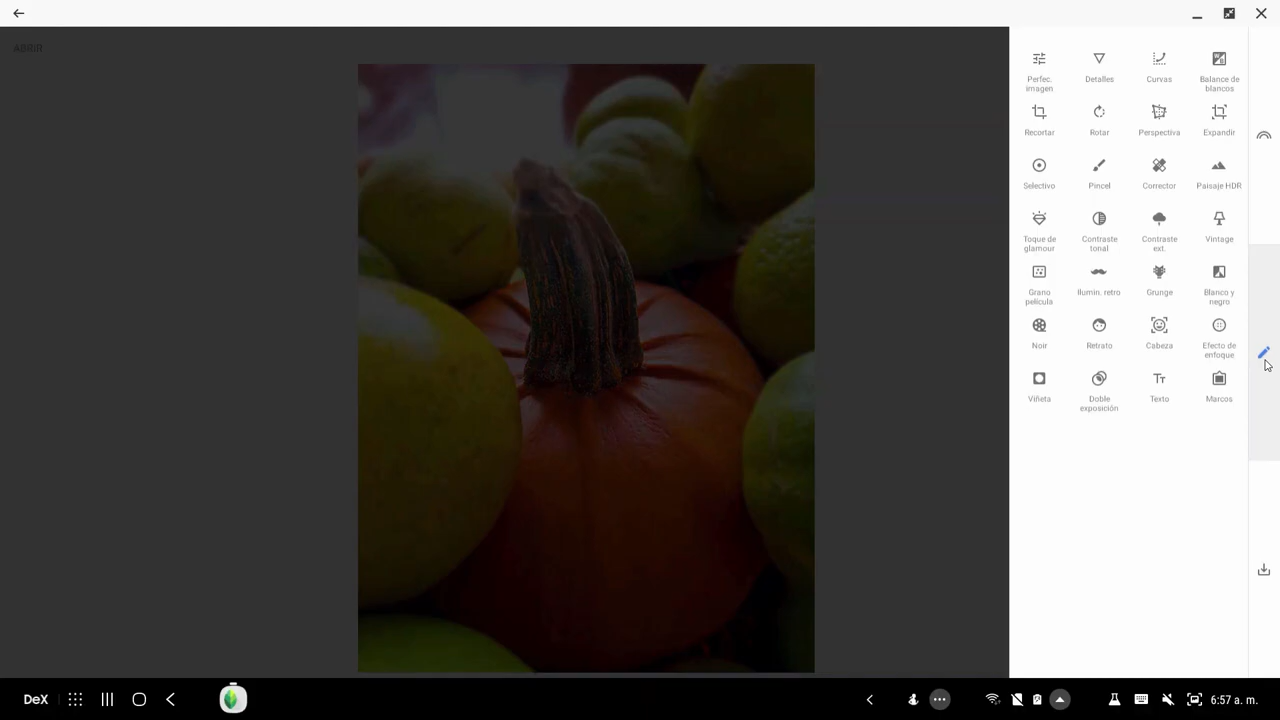 ABRIR
Perfec. imagen
Detalles
Curvas
Balance de blancos
Recortar
Rotar
Perspectiva
Expandir
Selectivo
Pincel
Corrector
Paisaje HDR
Toque de glamour
Contraste tonal
Contraste ext.
Vintage
Grano película
Ilumin. retro
Grunge
Blanco y negro
Noir
Retrato
Cabeza
Efecto de enfoque
Viñeta
Doble exposición
Texto
Marcos
DeX
6:57 a. m.